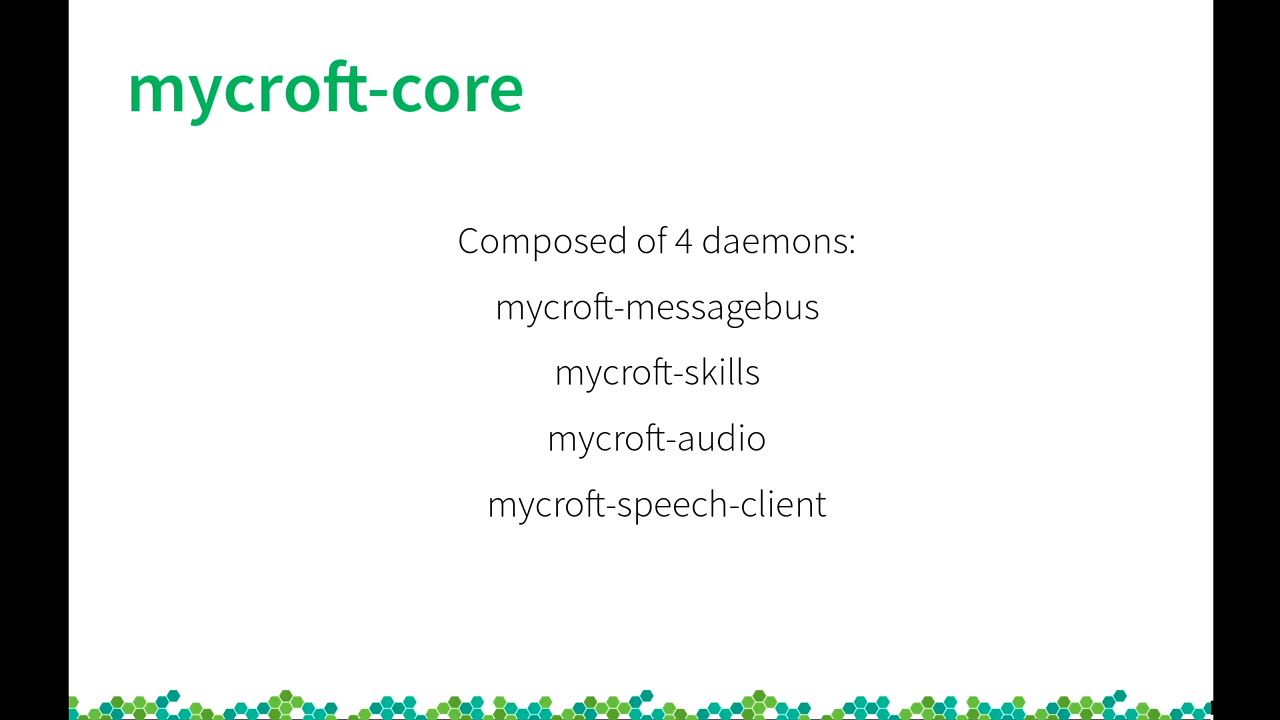 mycroft-core
Composed of 4 daemons:
mycroft-messagebus
mycroft-skills
mycroft-audio
mycroft-speech-client